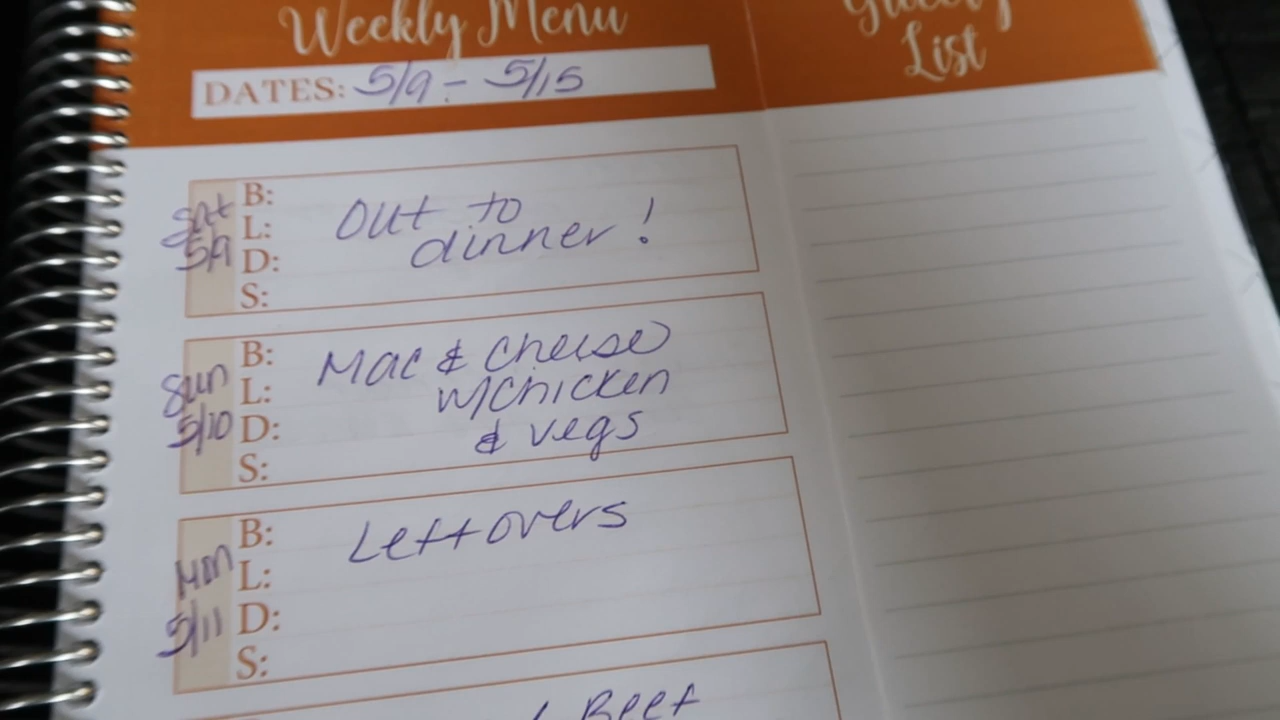 Weekly Menu
DATES: 5/9 - 5/15
Sat
5/9
B:
L:
D:
S:
Out to
dinner!
Sun
5/10
B:
L:
D:
S:
Mac & Cheese
w/Chicken
& vegs
Mon
5/11
B:
L:
D:
S:
Leftovers
Beef
Grocery
List